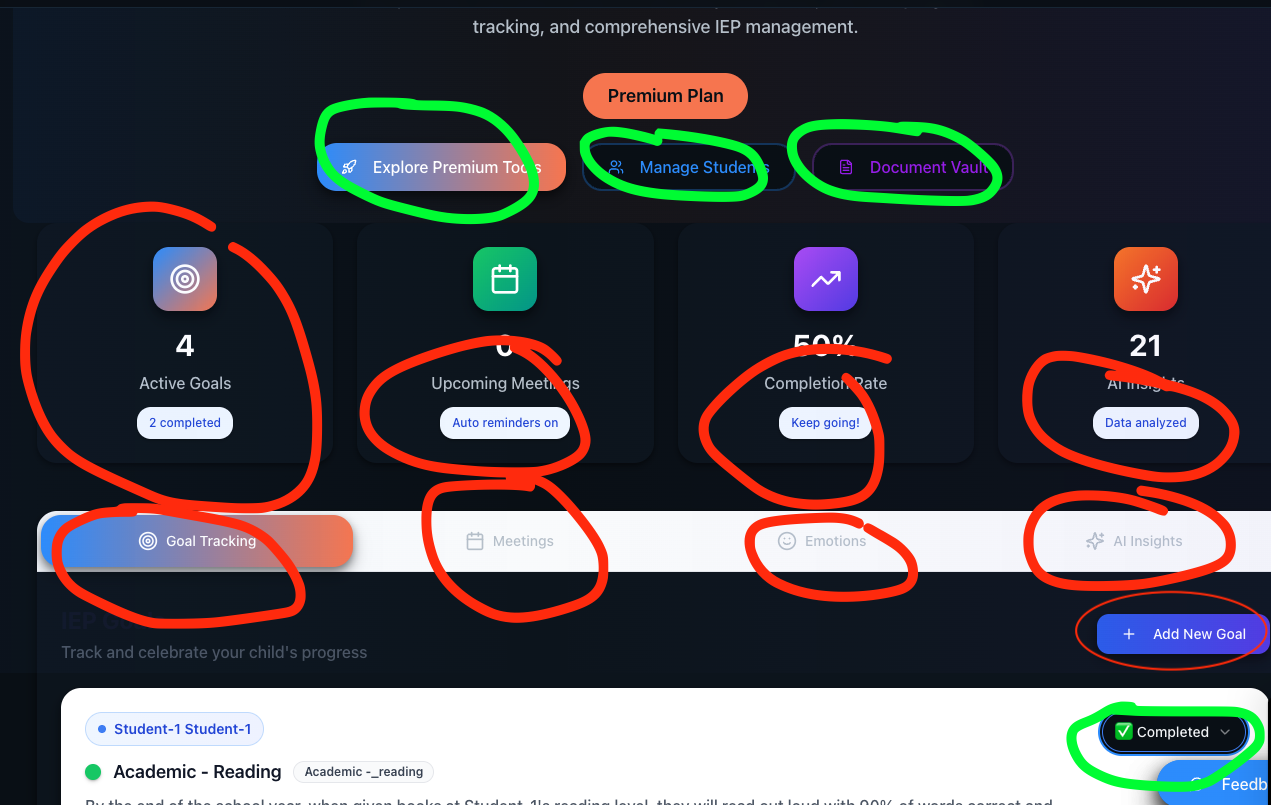 tracking, and comprehensive IEP management.
Premium Plan
Explore Premium Tools
Manage Students
Document Vault
4
0
50%
21
Active Goals
Upcoming Meetings
Completion Rate
AI Insights
2 completed
Auto reminders on
Keep going!
Data analyzed
Goal Tracking
Meetings
Emotions
AI Insights
IEP
Add New Goal
Track and celebrate your child's progress
Student-1 Student-1
Completed
Academic - Reading
Academic -_reading
Feedb
By the end of the school year, when given books at Student-1's reading level, they will read out loud with 90% of words correct and